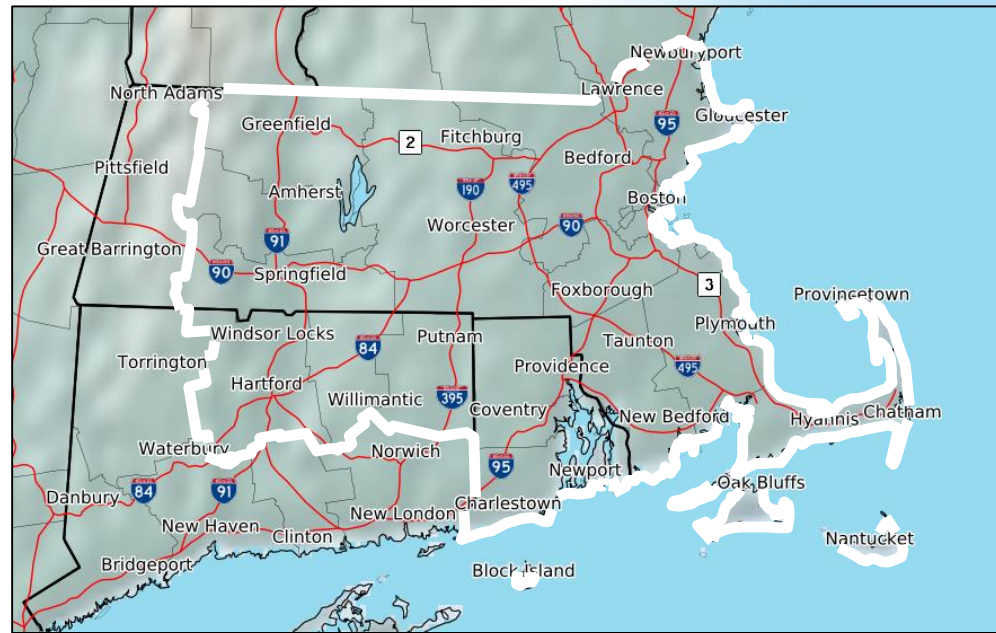 Newburyport
North Adams
Lawrence
Gloucester
Greenfield
2
Fitchburg
95
Bedford
Pittsfield
Amherst
190
495
Boston
Worcester
90
Great Barrington
91
90
Springfield
Foxborough
3
Provincetown
Windsor Locks
Putnam
Plymouth
84
Taunton
Torrington
Providence
495
Hartford
395
Willimantic
Coventry
New Bedford
Hyannis
Chatham
Waterbury
Norwich
95
Newport
Oak Bluffs
84
91
Danbury
Charlestown
New London
New Haven
Clinton
Nantucket
Bridgeport
Block Island